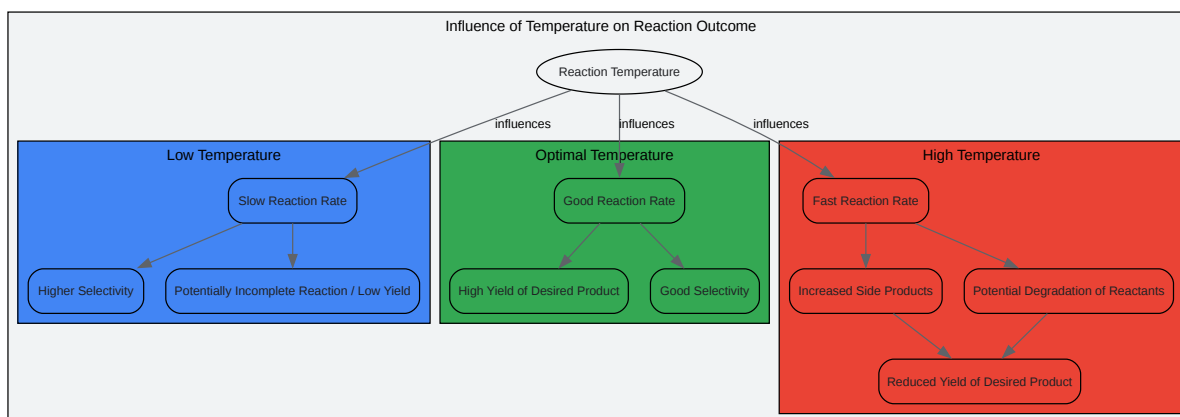 Influence of Temperature on Reaction Outcome
Reaction Temperature
influences
influences
influences
Low Temperature
Optimal Temperature
High Temperature
Slow Reaction Rate
Good Reaction Rate
Fast Reaction Rate
Higher Selectivity
Potentially Incomplete Reaction / Low Yield
High Yield of Desired Product
Good Selectivity
Increased Side Products
Potential Degradation of Reactants
Reduced Yield of Desired Product